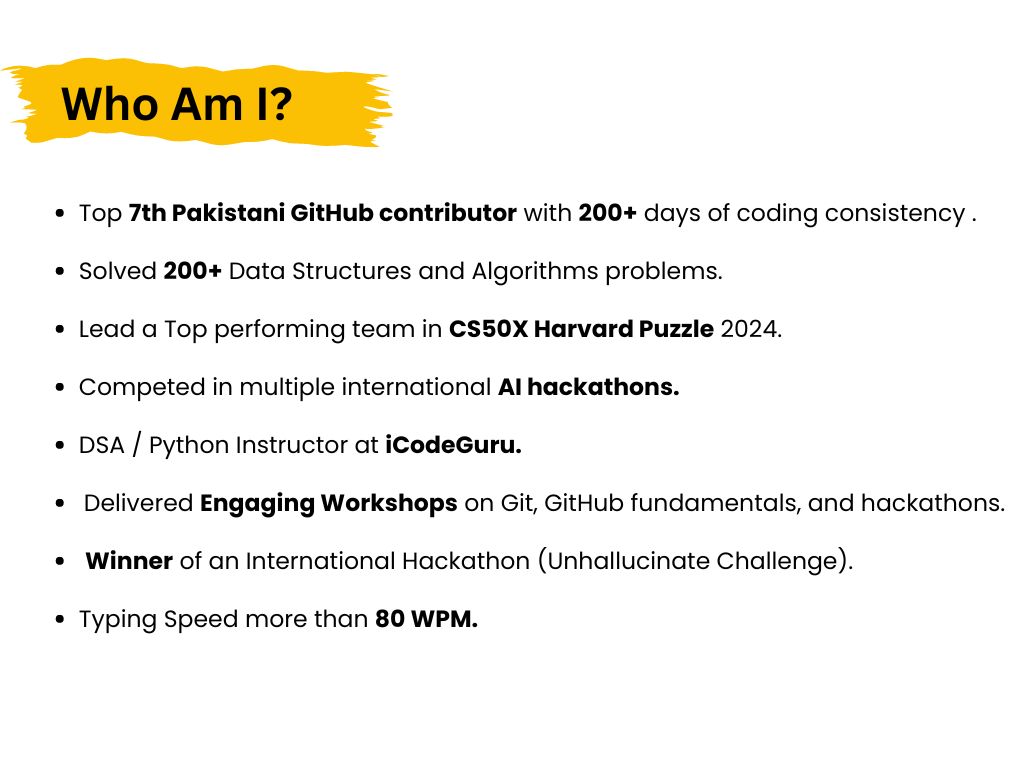 Who Am I?
• Top 7th Pakistani GitHub contributor with 200+ days of coding consistency .
• Solved 200+ Data Structures and Algorithms problems.
• Lead a Top performing team in CS50X Harvard Puzzle 2024.
• Competed in multiple international AI hackathons.
• DSA / Python Instructor at iCodeGuru.
• Delivered Engaging Workshops on Git, GitHub fundamentals, and hackathons.
• Winner of an International Hackathon (Unhallucinate Challenge).
• Typing Speed more than 80 WPM.